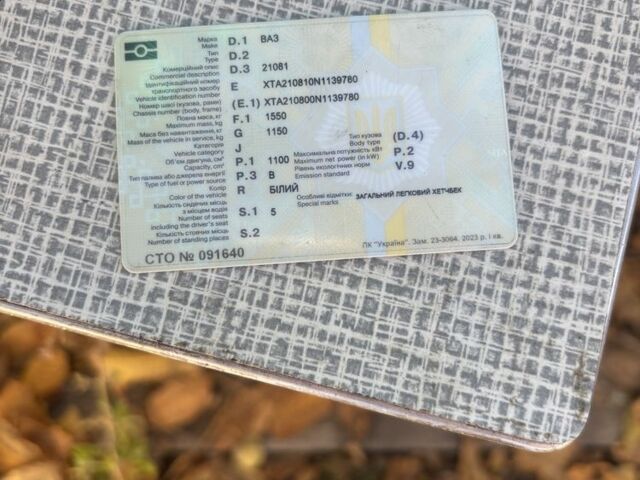 Марка D.1 ВАЗ
Make
Тип D.2
Type
Комерційний опис D.3 21081
Commercial description
Ідентифікаційний номер
транспортного засобу E XTA210810N1139780
Vehicle identification number
Номер шасі (кузова, рами) (E.1) XTA210800N1139780
Chassis number (body, frame)
Повна маса, кг F.1 1550
Maximum mass, kg
Маса без навантаження, кг G 1150
Mass of the vehicle in service, kg
Категорія J
Vehicle category
Об'єм двигуна, см³ P.1 1100
Capacity, cm³
Тип палива або джерела енергії P.3 B
Type of fuel or power source
Колір R БІЛИЙ
Color of the vehicle
Кількість сидячих місць
з місцем водія S.1 5
Number of seats
including the driver's seat
Кількість стоячих місць S.2
Number of standing places
Тип кузова (D.4)
Body type
Максимальна потужність кВт P.2
Maximum net power (in kW)
Рівень екологічних норм V.9
Emission standard
Особливі відмітки: ЗАГАЛЬНИЙ ЛЕГКОВИЙ ХЕТЧБЕК
Special marks
СТО № 091640
ПК "Україна". Зам. 23-3064. 2023 р. I кв.